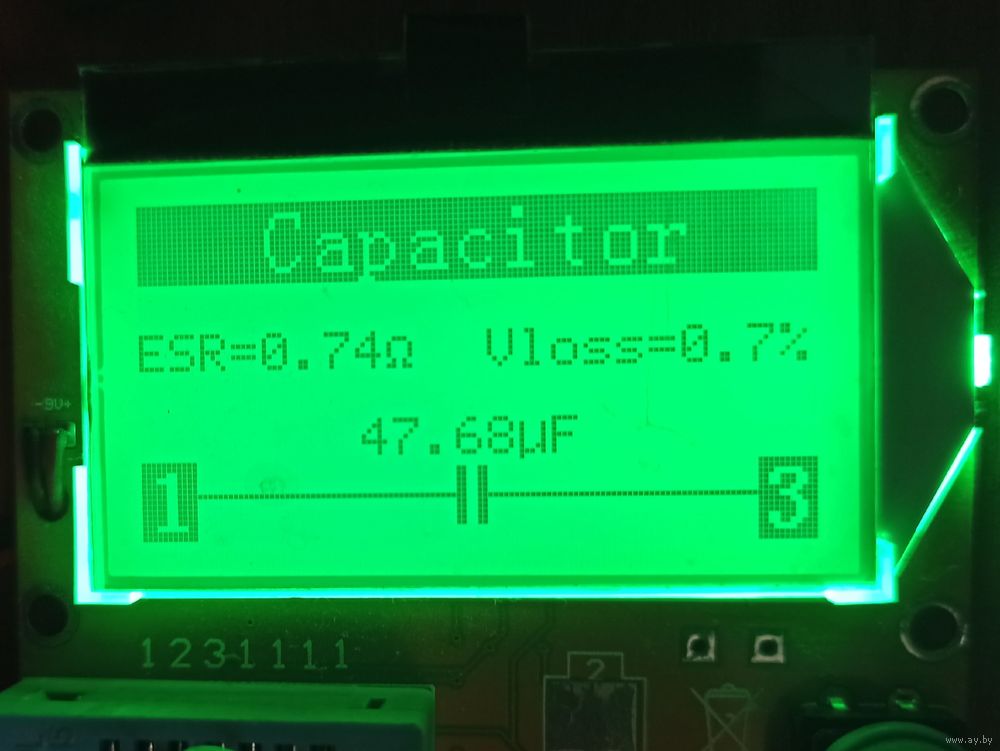 Capacitor
ESR=0.74Ω Vloss=0.7%
47.68µF
1 3
-9V+
1231111
2
www.ay.by